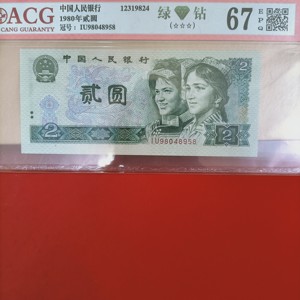 ACG
CANG GUARANTY
中国人民银行 12319824
1980年贰圆
冠号：IU98048958
绿 钻
(☆☆☆)
67 EPQ
中国人民银行
2
贰圆
2
2
IU98048958